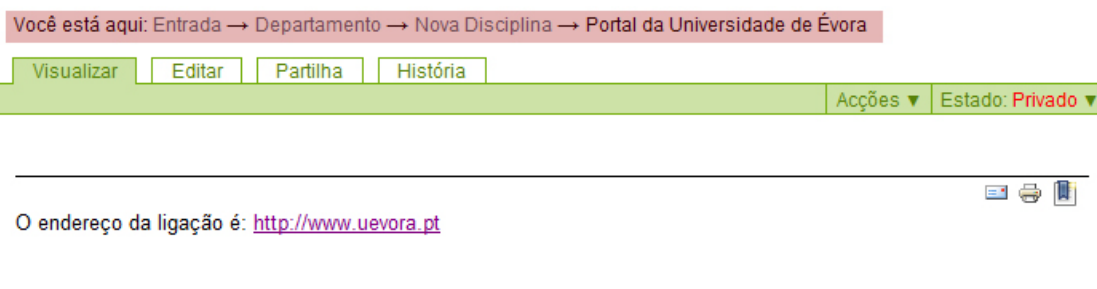 Você está aqui: Entrada → Departamento → Nova Disciplina → Portal da Universidade de Évora
Visualizar Editar Partilha História
Acções ▼ Estado: Privado ▼
O endereço da ligação é: http://www.uevora.pt